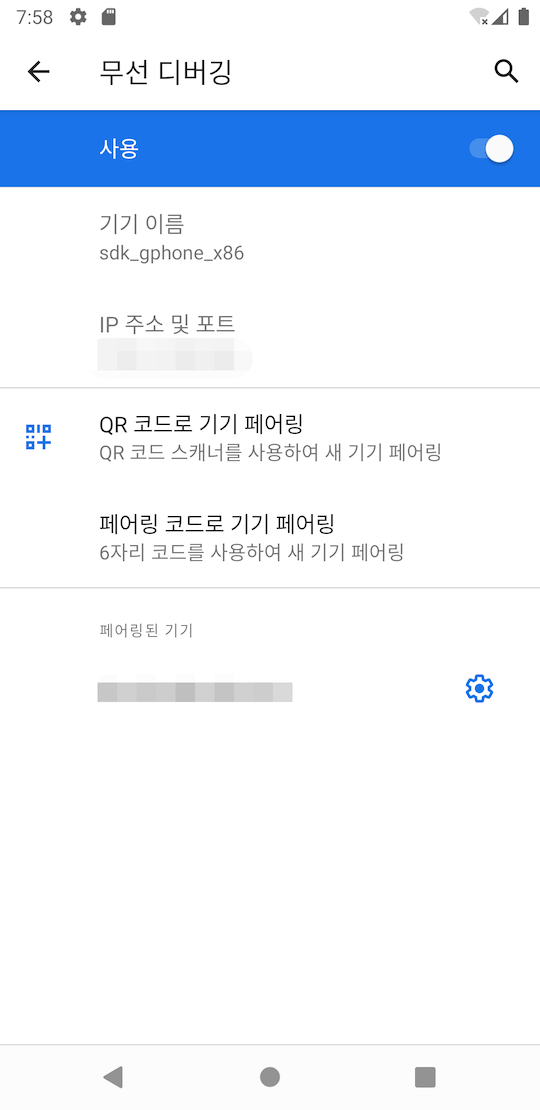 7:58
무선 디버깅
사용
기기 이름
sdk_gphone_x86
IP 주소 및 포트
QR 코드로 기기 페어링
QR 코드 스캐너를 사용하여 새 기기 페어링
페어링 코드로 기기 페어링
6자리 코드를 사용하여 새 기기 페어링
페어링된 기기